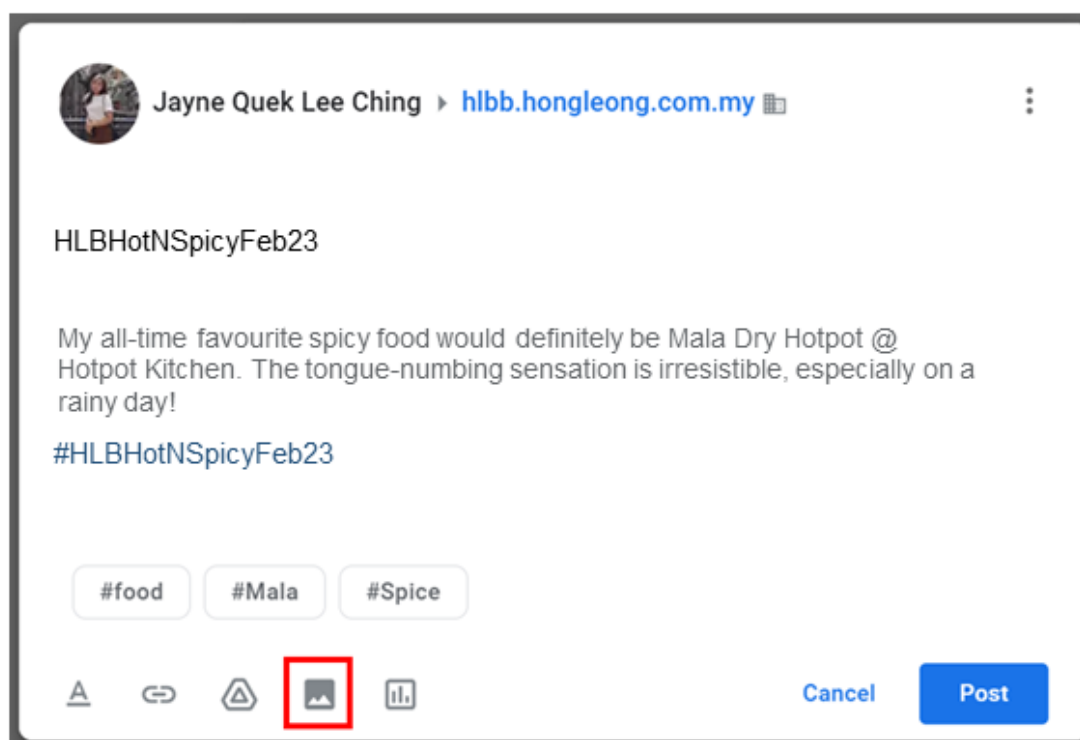 Jayne Quek Lee Ching ▸ hlbb.hongleong.com.my
HLBHotNSpicyFeb23
My all-time favourite spicy food would definitely be Mala Dry Hotpot @
Hotpot Kitchen. The tongue-numbing sensation is irresistible, especially on a
rainy day!
#HLBHotNSpicyFeb23
#food #Mala #Spice
A Cancel Post